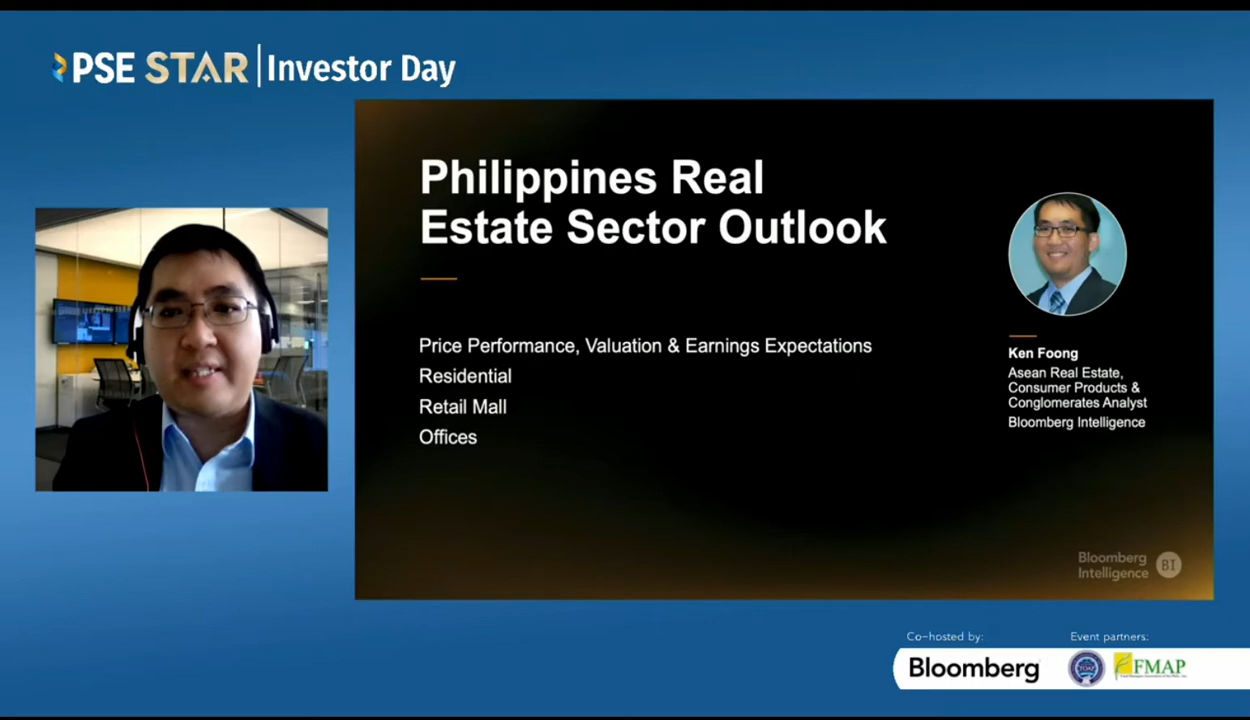 PSE STAR Investor Day
Philippines Real
Estate Sector Outlook
Price Performance, Valuation & Earnings Expectations
Residential
Retail Mall
Offices
Ken Foong
Asean Real Estate,
Consumer Products &
Conglomerates Analyst
Bloomberg Intelligence
Bloomberg
Intelligence
BI
Co-hosted by:
Bloomberg
Event partners:
FMAP